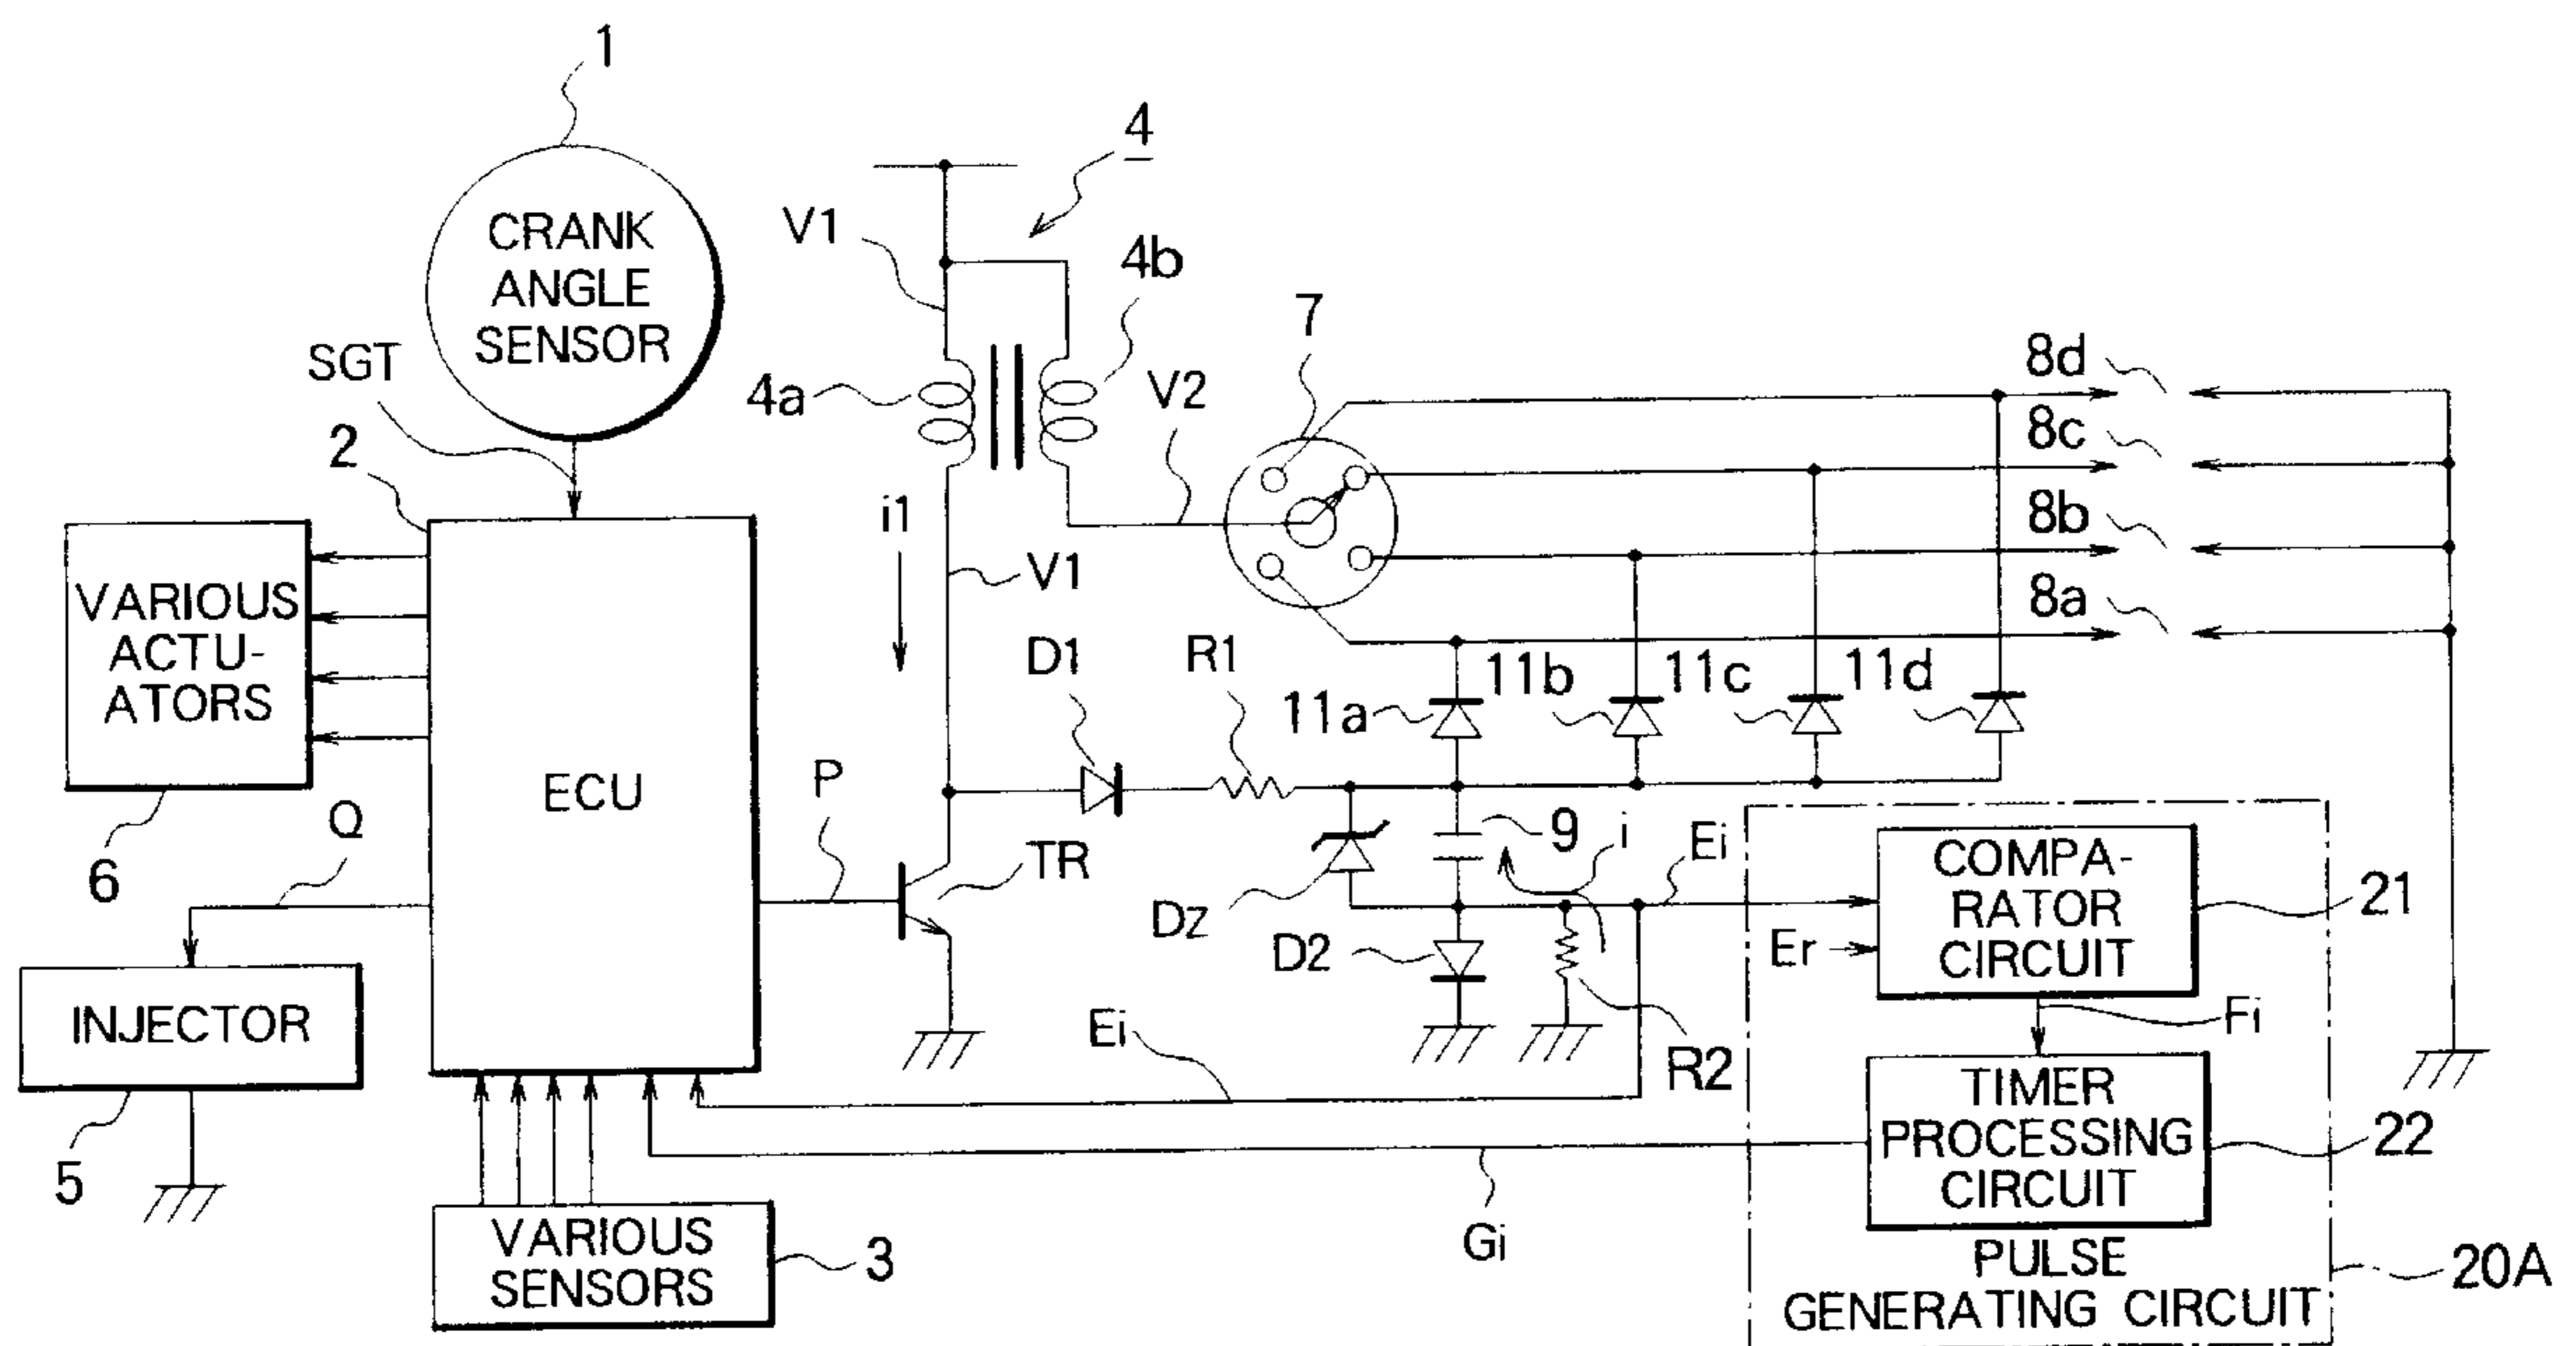 1
CRANK
ANGLE
SENSOR
SGT
2
4
V1
4b
4a
V2
7
8d
8c
8b
8a
i1
V1
VARIOUS
ACTU-
ATORS
6
ECU
Q
P
D1
R1
11a
11b
11c
11d
TR
Dz
9
i
Ei
D2
R2
Er
COMPA-
RATOR
CIRCUIT
21
Fi
INJECTOR
5
Ei
TIMER
PROCESSING
CIRCUIT
22
Gi
VARIOUS
SENSORS
3
PULSE
GENERATING CIRCUIT
20A